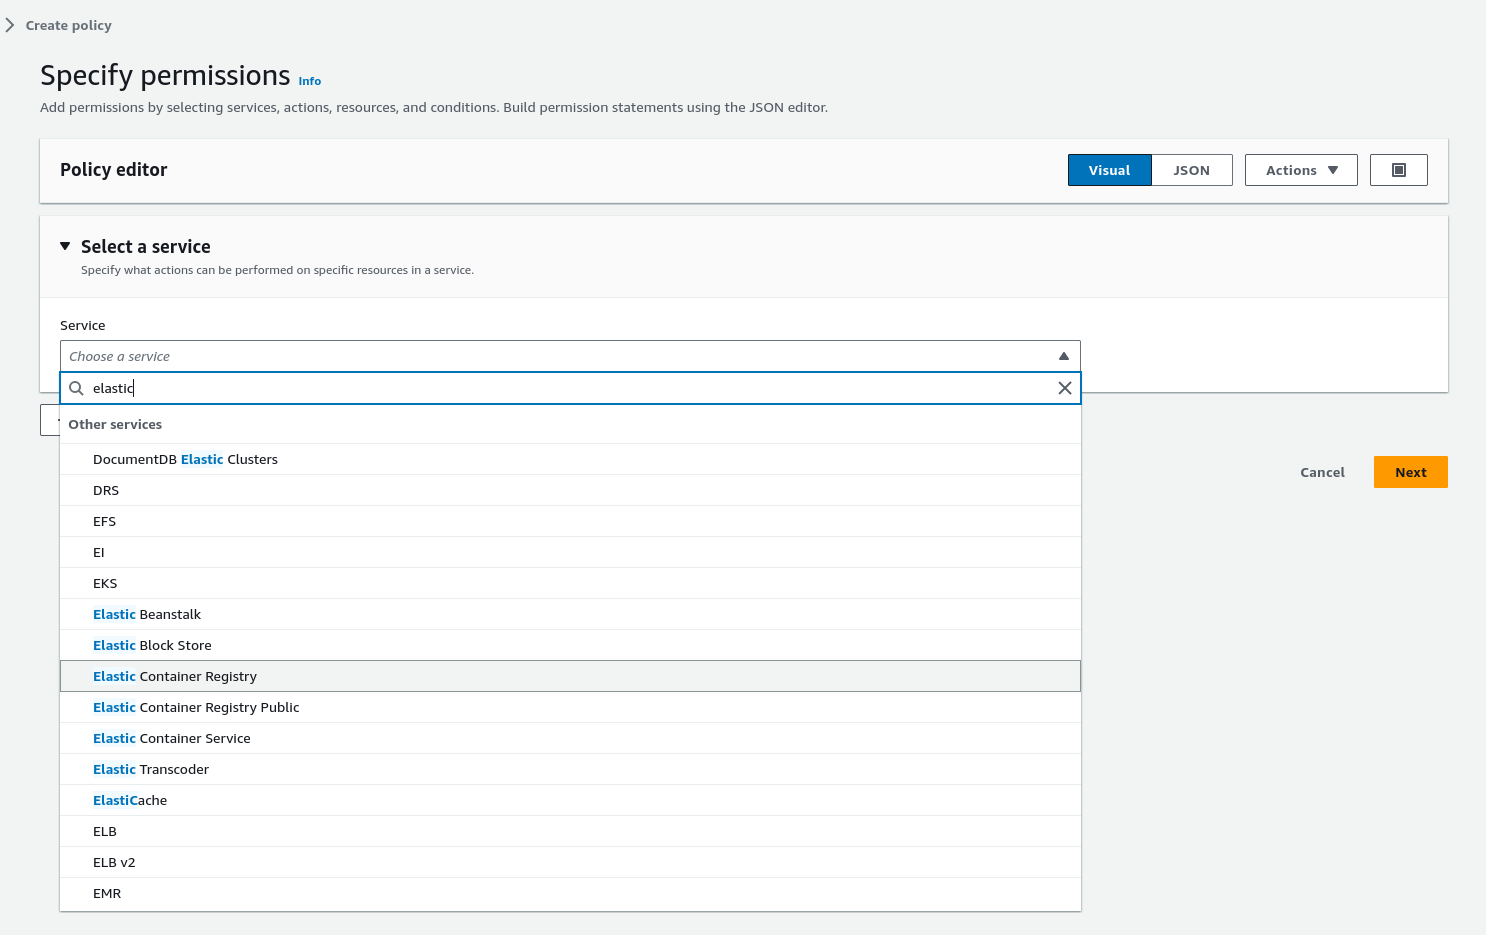 Create policy
Specify permissions Info
Add permissions by selecting services, actions, resources, and conditions. Build permission statements using the JSON editor.
Policy editor
Visual
JSON
Actions
Select a service
Specify what actions can be performed on specific resources in a service.
Service
Choose a service
elastic
Other services
DocumentDB Elastic Clusters
DRS
EFS
EI
EKS
Elastic Beanstalk
Elastic Block Store
Elastic Container Registry
Elastic Container Registry Public
Elastic Container Service
Elastic Transcoder
ElastiCache
ELB
ELB v2
EMR
Cancel
Next